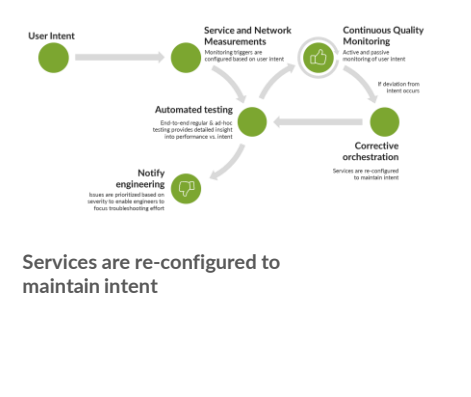 User Intent
Service and Network
Measurements
Monitoring triggers are
configured based on user intent
Continuous Quality
Monitoring
Active and passive
monitoring of user intent
If deviation from
intent occurs
Automated testing
End-to-end regular & ad-hoc
testing provides detailed insight
into performance vs. intent
Corrective
orchestration
Services are re-configured
to maintain intent
Notify
engineering
Issues are prioritized based on
severity to enable engineers to
focus troubleshooting effort
Services are re-configured to
maintain intent